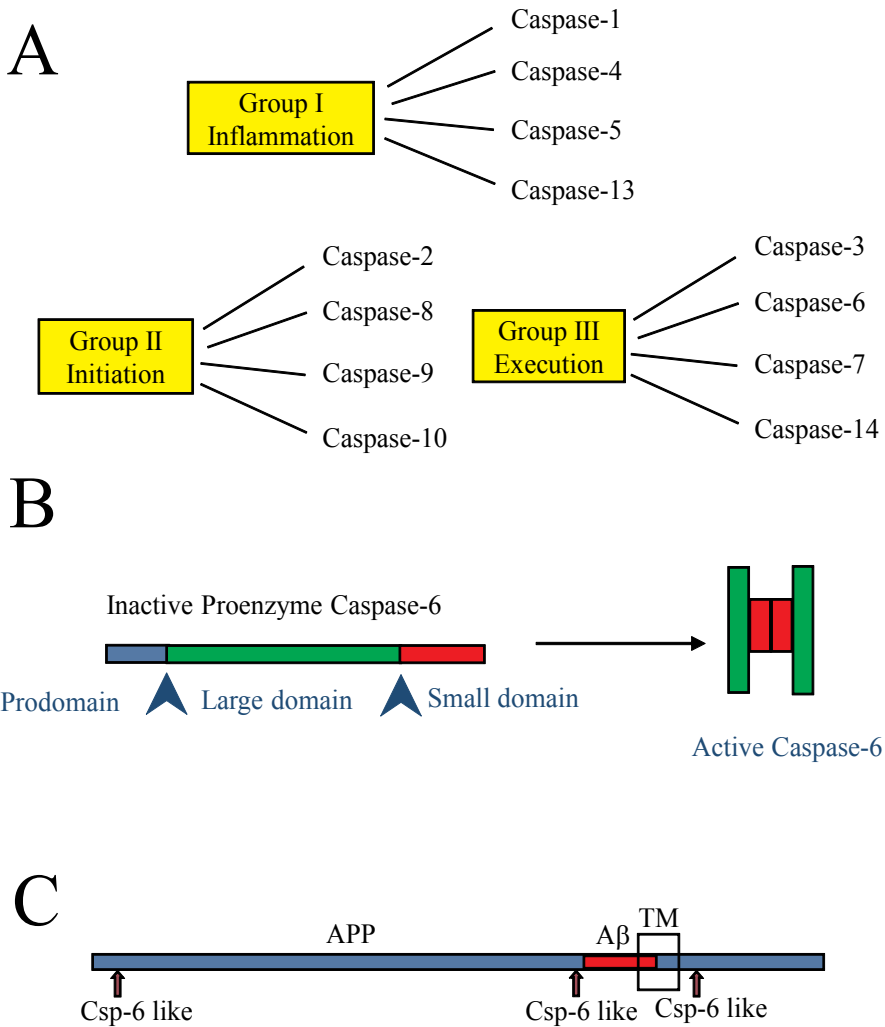 A
Group I
Inflammation
Caspase-1
Caspase-4
Caspase-5
Caspase-13
Group II
Initiation
Caspase-2
Caspase-8
Caspase-9
Caspase-10
Group III
Execution
Caspase-3
Caspase-6
Caspase-7
Caspase-14
B
Inactive Proenzyme Caspase-6
Prodomain
Large domain
Small domain
Active Caspase-6
C
APP
Aβ
TM
Csp-6 like
Csp-6 like
Csp-6 like